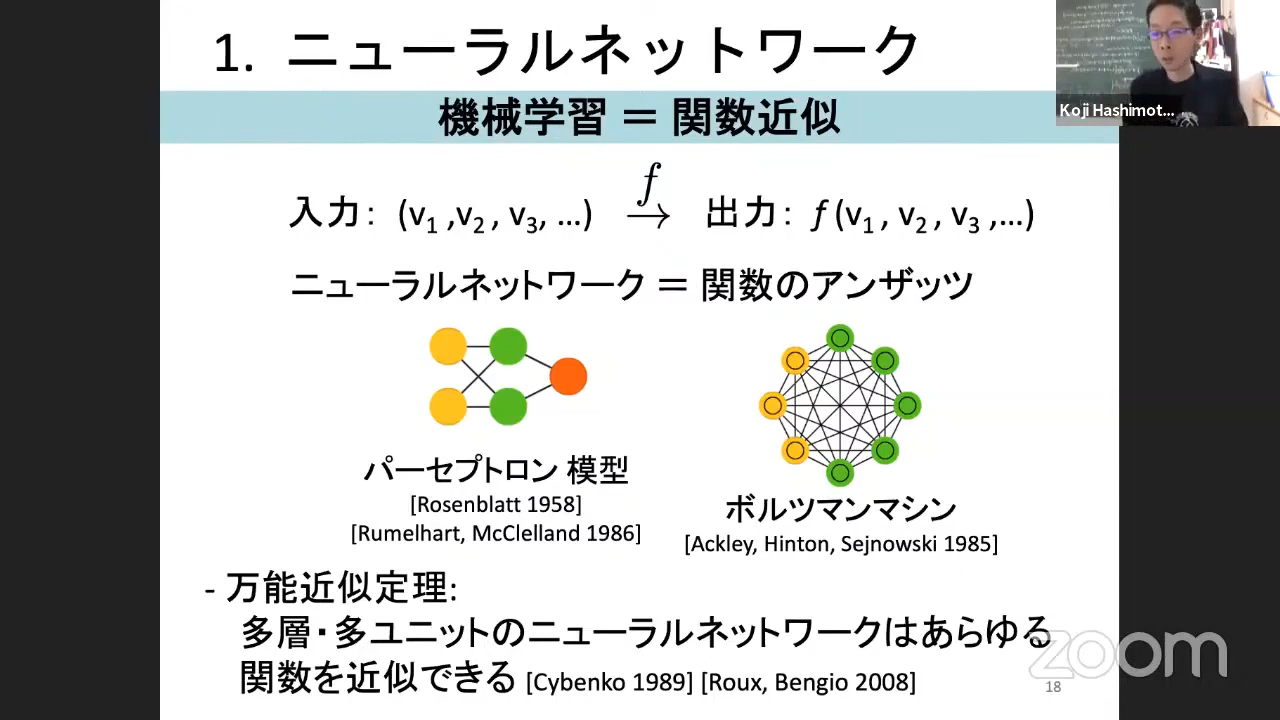 1. ニューラルネットワーク
機械学習 ＝ 関数近似
入力： (v1 ,v2 , v3, …) f → 出力： f (v1 , v2 , v3 ,…)
ニューラルネットワーク ＝ 関数のアンザッツ
パーセプトロン 模型
[Rosenblatt 1958]
[Rumelhart, McClelland 1986]
ボルツマンマシン
[Ackley, Hinton, Sejnowski 1985]
- 万能近似定理:
多層・多ユニットのニューラルネットワークはあらゆる
関数を近似できる [Cybenko 1989] [Roux, Bengio 2008]
18
Koji Hashimot...
zoom